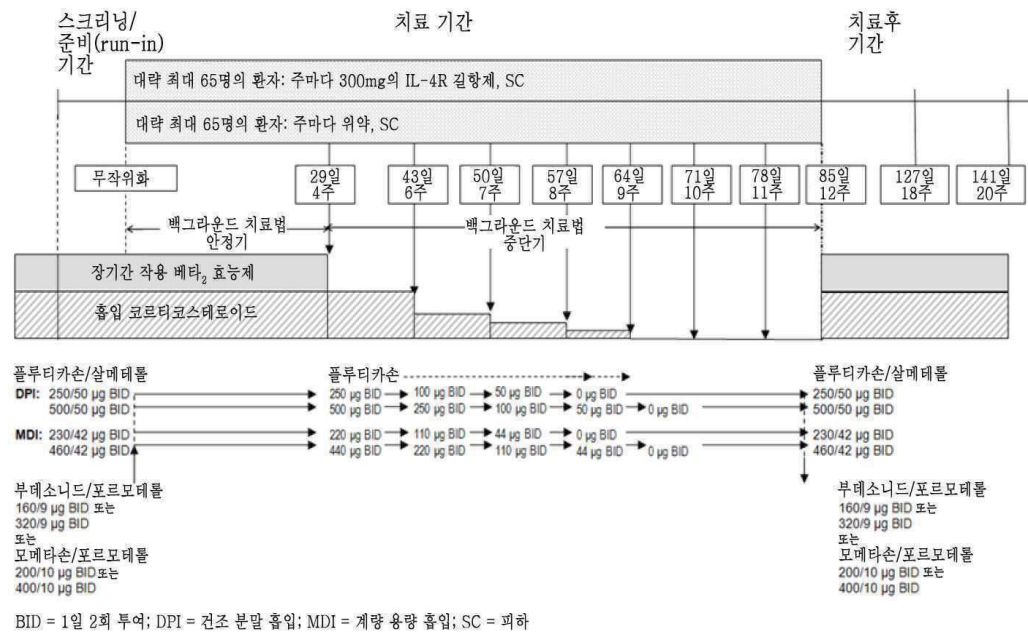 스크리닝/
준비(run-in)
기간
치료 기간
치료후
기간
대략 최대 65명의 환자: 주마다 300mg의 IL-4R 길항제, SC
대략 최대 65명의 환자: 주마다 위약, SC
무작위화
29일
4주
43일
6주
50일
7주
57일
8주
64일
9주
71일
10주
78일
11주
85일
12주
127일
18주
141일
20주
백그라운드 치료법
안정기
백그라운드 치료법
중단기
장기간 작용 베타₂ 효능제
흡입 코르티코스테로이드
플루티카손/살메테롤
플루티카손
플루티카손/살메테롤
DPI: 250/50 µg BID 250 µg BID 100 µg BID 50 µg BID 0 µg BID 250/50 µg BID
500/50 µg BID 500 µg BID 250 µg BID 100 µg BID 50 µg BID 0 µg BID 500/50 µg BID
MDI: 230/42 µg BID 220 µg BID 110 µg BID 44 µg BID 0 µg BID 230/42 µg BID
460/42 µg BID 440 µg BID 220 µg BID 110 µg BID 44 µg BID 0 µg BID 460/42 µg BID
부데소니드/포르모테롤
160/9 µg BID 또는
320/9 µg BID
또는
모메타손/포르모테롤
200/10 µg BID 또는
400/10 µg BID
부데소니드/포르모테롤
160/9 µg BID 또는
320/9 µg BID
또는
모메타손/포르모테롤
200/10 µg BID 또는
400/10 µg BID
BID = 1일 2회 투여; DPI = 건조 분말 흡입; MDI = 계량 용량 흡입; SC = 피하